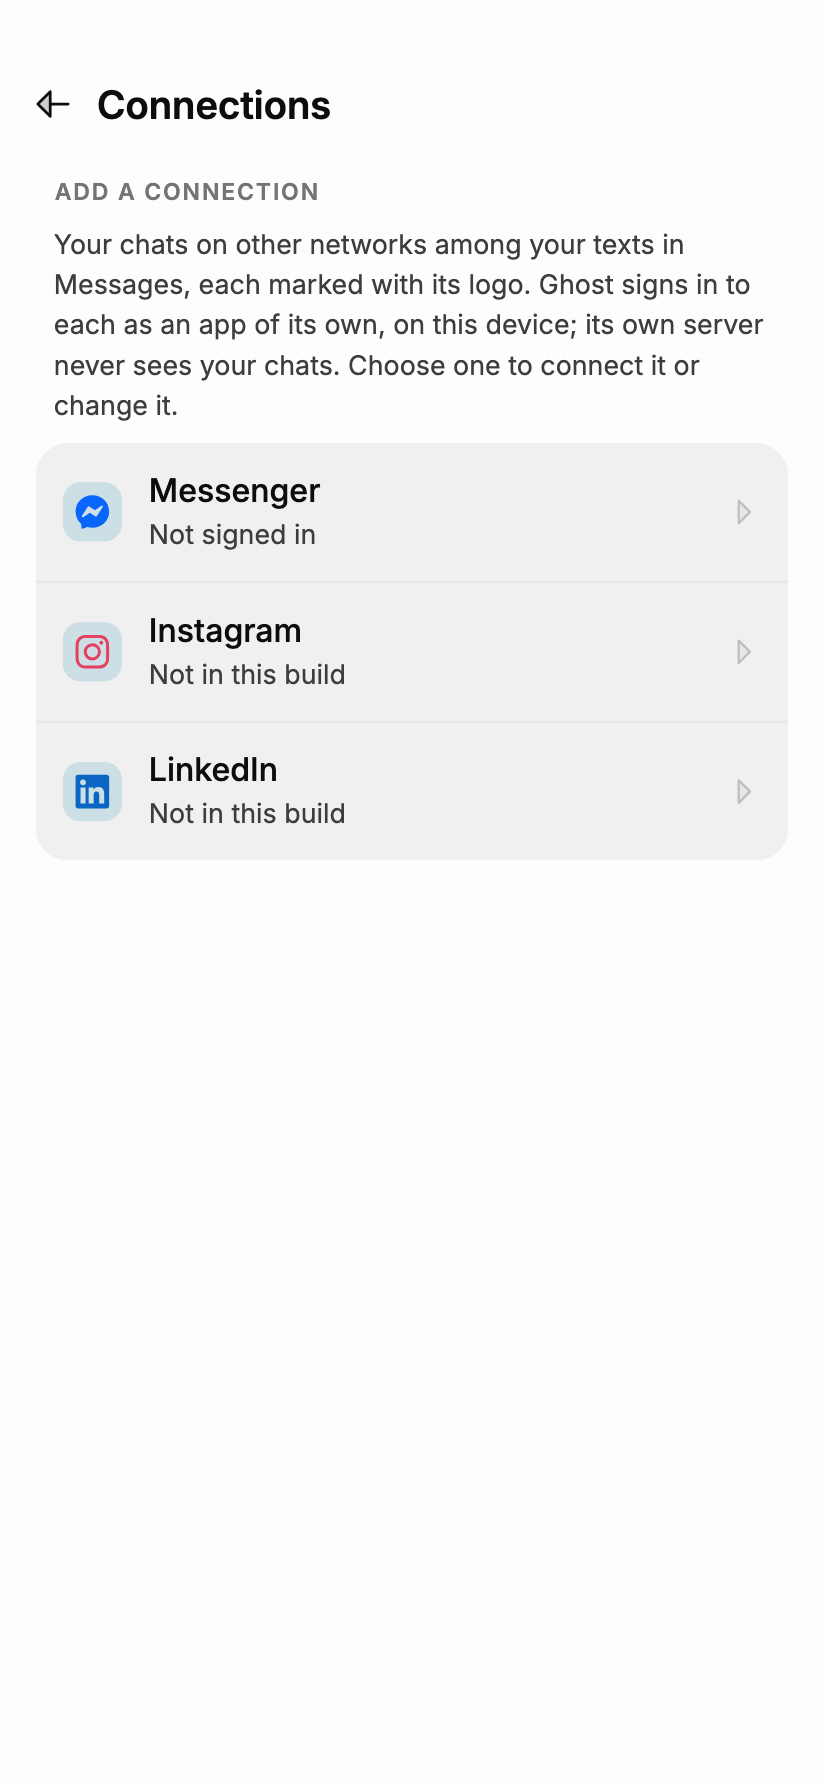 Connections
ADD A CONNECTION
Your chats on other networks among your texts in
Messages, each marked with its logo. Ghost signs in to
each as an app of its own, on this device; its own server
never sees your chats. Choose one to connect it or
change it.
Messenger
Not signed in
Instagram
Not in this build
LinkedIn
Not in this build